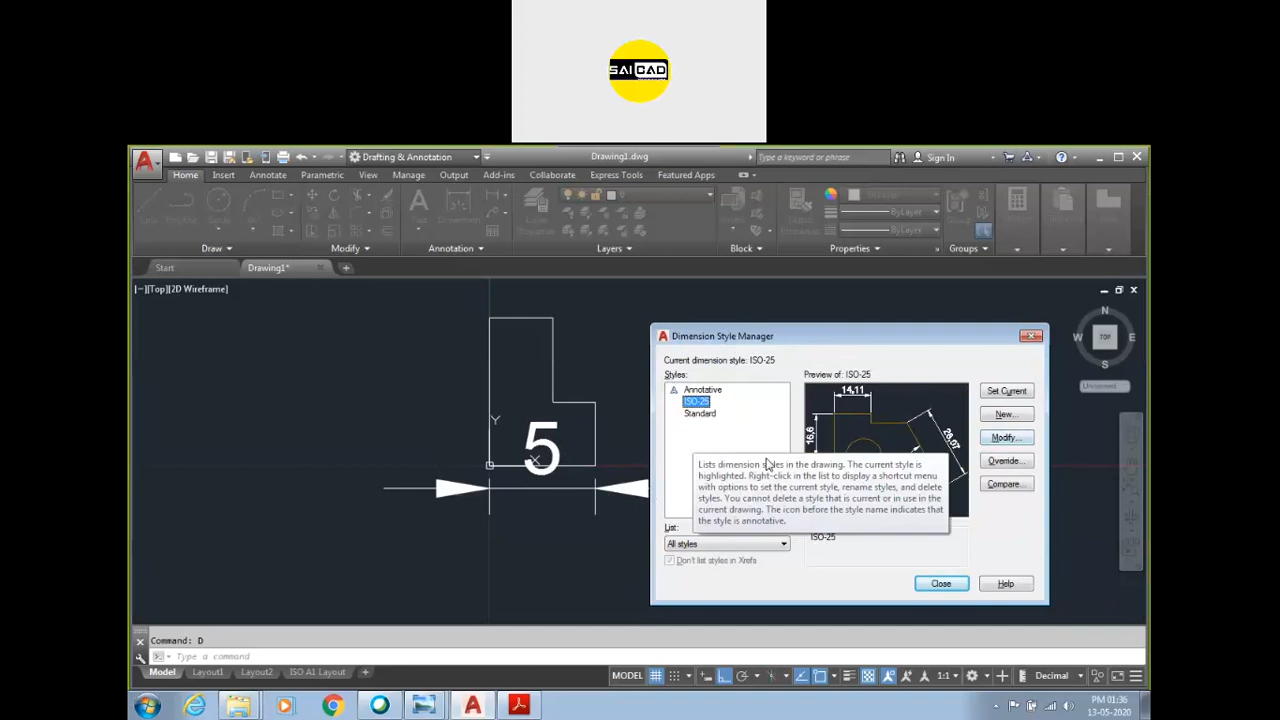 SAICAD
Drafting & Annotation
Drawing1.dwg
Type a keyword or phrase
Sign In
Home Insert Annotate Parametric View Manage Output Add-ins Collaborate Express Tools Featured Apps
ByLayer
ByLayer
Draw Modify Annotation Layers Block Properties Groups
Start Drawing1*
[−][Top][2D Wireframe]
N
W TOP E
S
Unnamed
Y
5
Dimension Style Manager
Current dimension style: ISO-25
Styles:
Annotative
ISO-25
Standard
Preview of: ISO-25
14,11
16,6
28,07
Set Current
New...
Modify...
Override...
Compare...
Lists dimension styles in the drawing. The current style is
highlighted. Right-click in the list to display a shortcut menu
with options to set the current style, rename styles, and delete
styles. You cannot delete a style that is current or in use in the
current drawing. The icon before the style name indicates that
the style is annotative.
List:
All styles
Don't list styles in Xrefs
ISO-25
Close Help
Command: D
Type a command
Model Layout1 Layout2 ISO A1 Layout
MODEL 1:1 Decimal
PM 01:36
13-05-2020